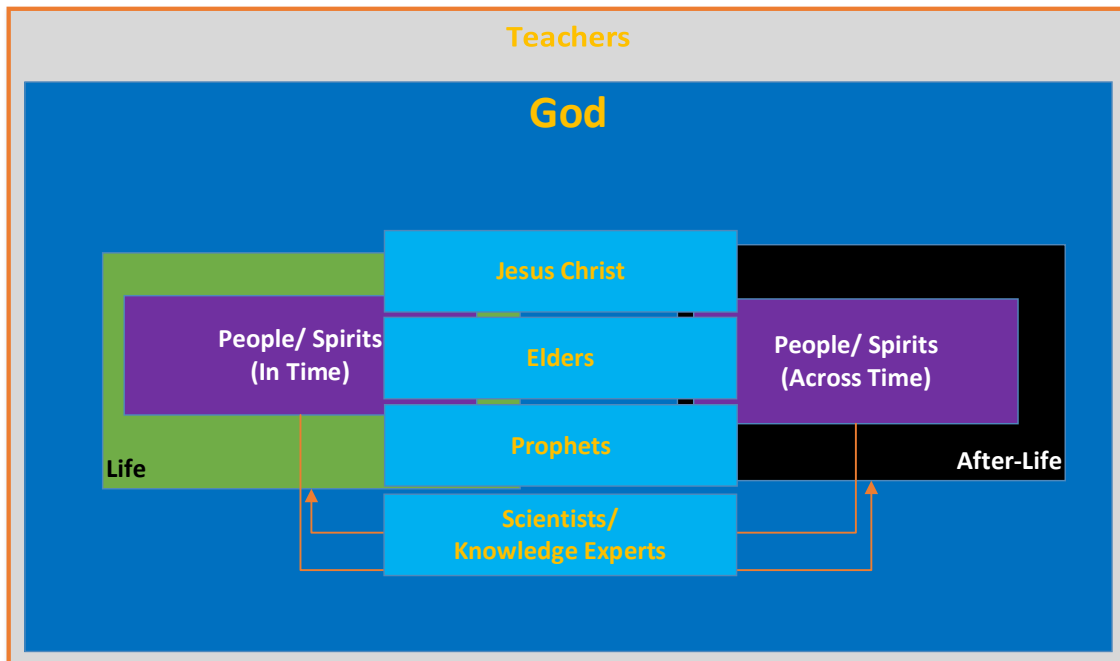 Teachers
God
Jesus Christ
People/ Spirits
(In Time)
Elders
People/ Spirits
(Across Time)
Prophets
Life
After-Life
Scientists/
Knowledge Experts